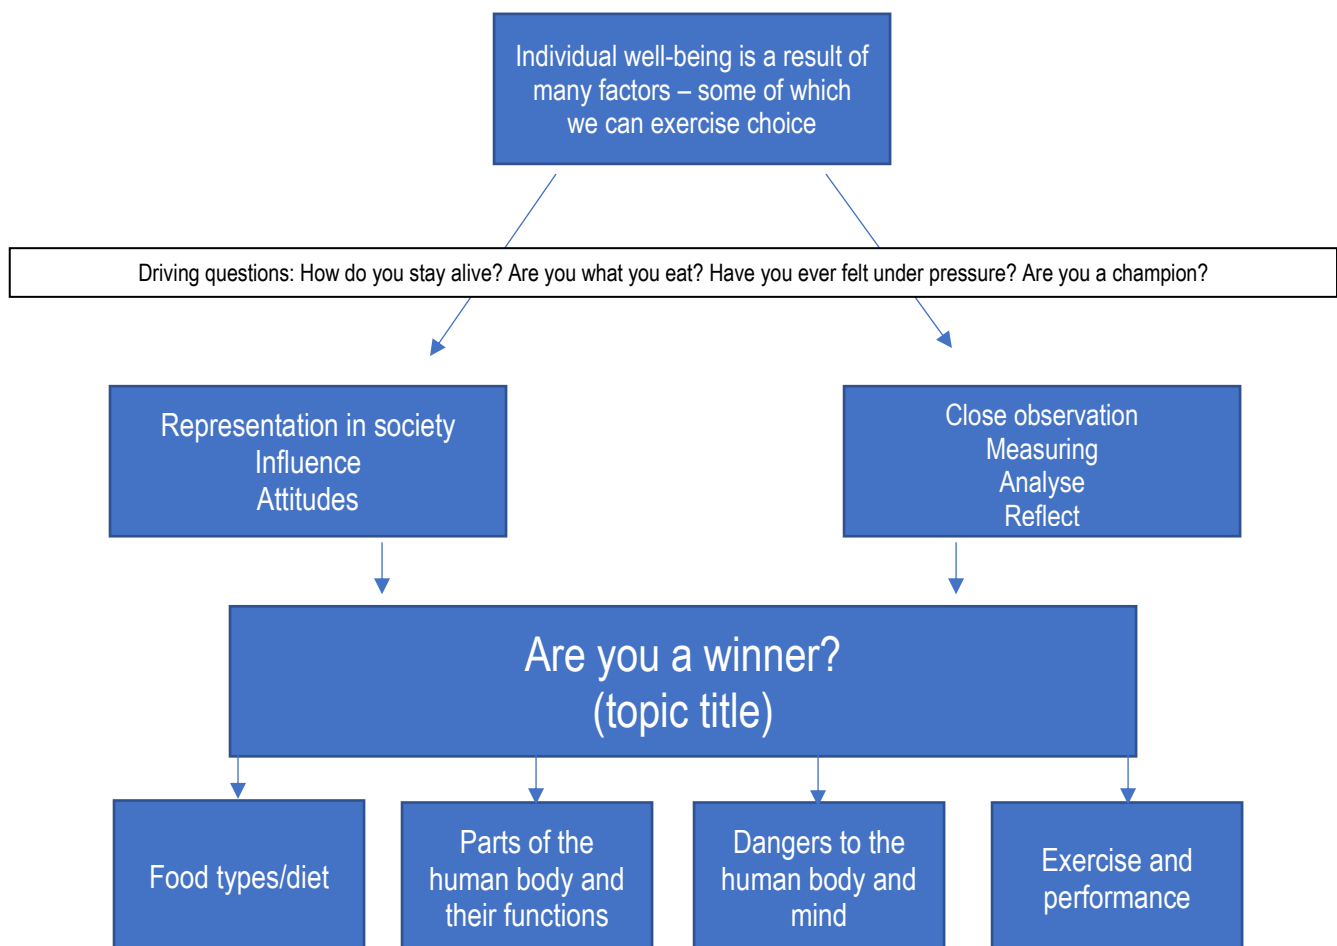 Individual well-being is a result of
many factors – some of which
we can exercise choice
Driving questions: How do you stay alive? Are you what you eat? Have you ever felt under pressure? Are you a champion?
Representation in society
Influence
Attitudes
Close observation
Measuring
Analyse
Reflect
Are you a winner?
(topic title)
Food types/diet
Parts of the
human body and
their functions
Dangers to the
human body and
mind
Exercise and
performance